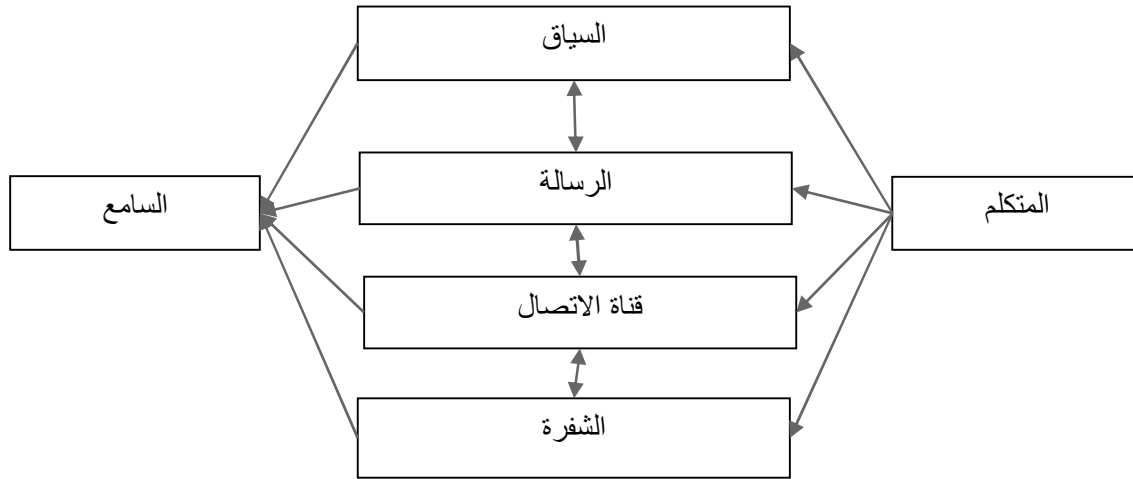 السياق
الرسالة
المتكلم
السامع
قناة الاتصال
الشفرة